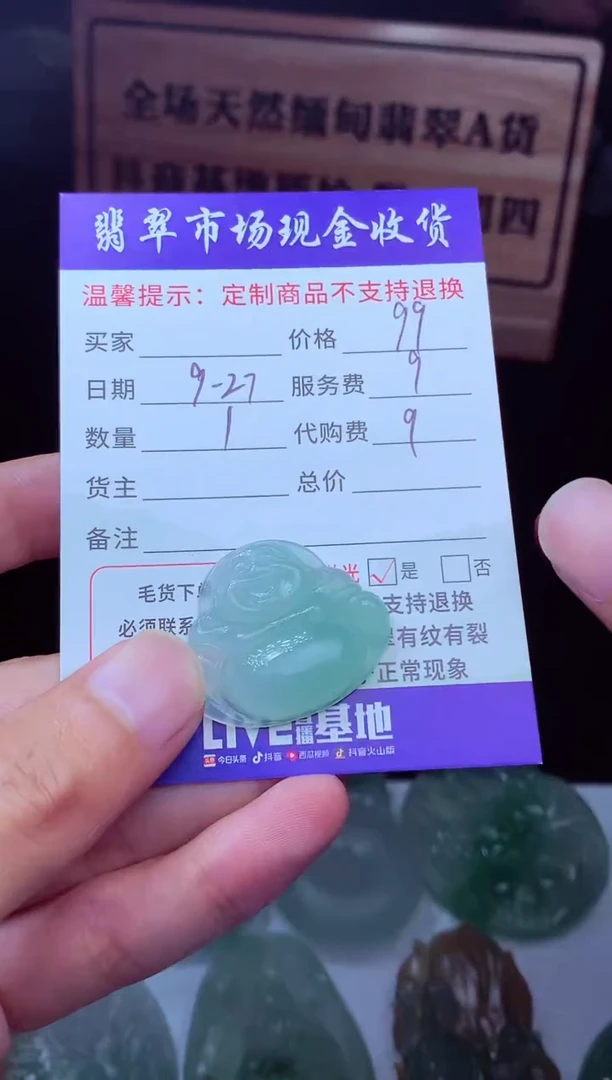 全场天然缅甸翡翠A货
翡翠市场现金收货
温馨提示：定制商品不支持退换
买家 价格 99
日期 9-27 服务费 9
数量 1 代购费 9
货主 总价
备注
毛货下 光 是 否
必须联系 支持退换
有纹有裂
正常现象
LIVE 直播 基地
头条 今日头条 抖音 西瓜视频 抖音火山版